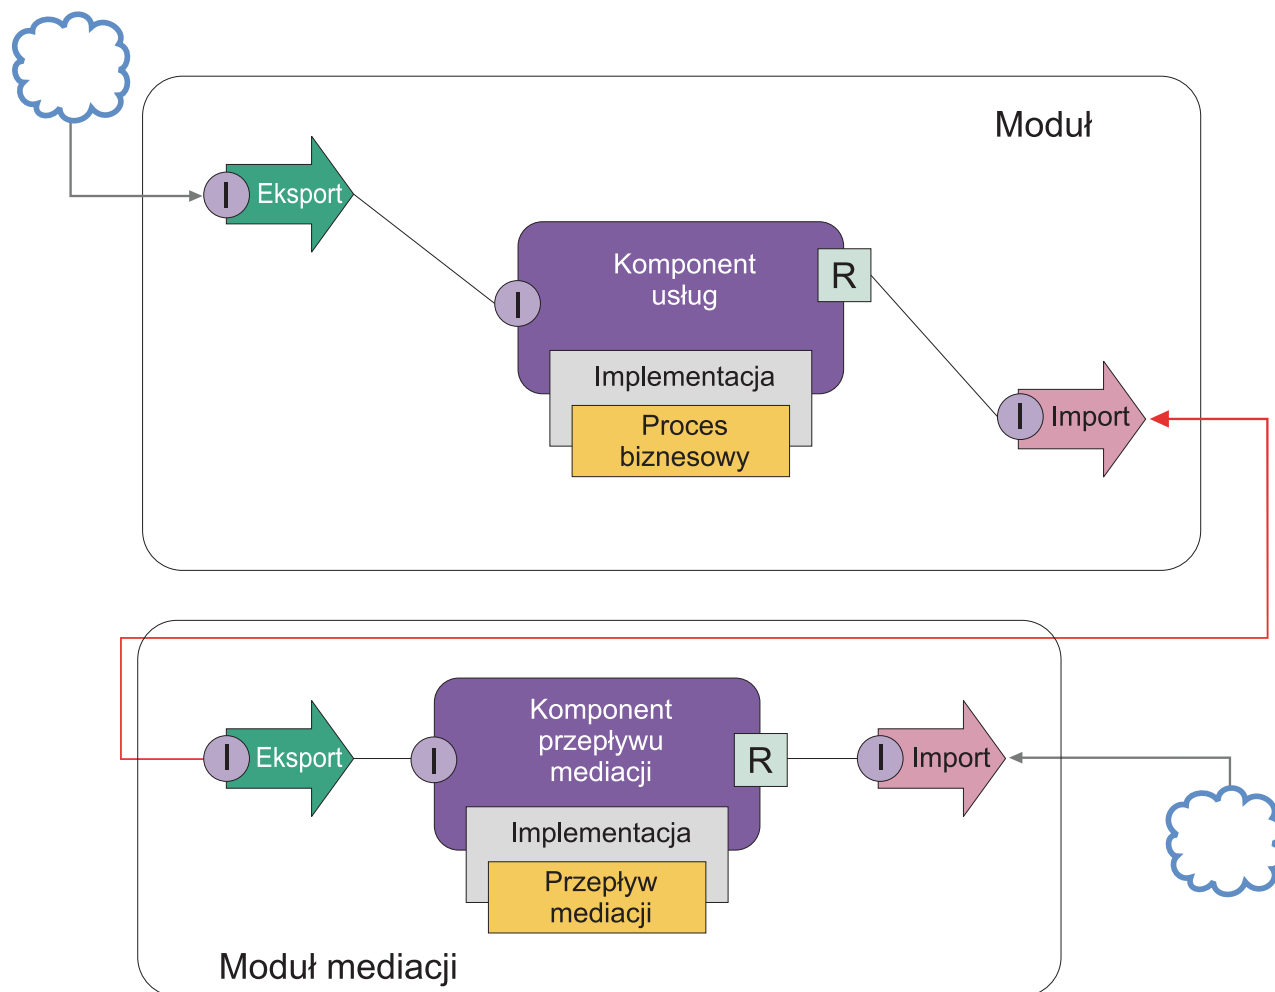 Moduł
I Eksport
Komponent
usług
R
I
Implementacja
Proces
biznesowy
I Import
Komponent
przepływu
mediacji
I Eksport
I
R
I Import
Implementacja
Przepływ
mediacji
Moduł mediacji